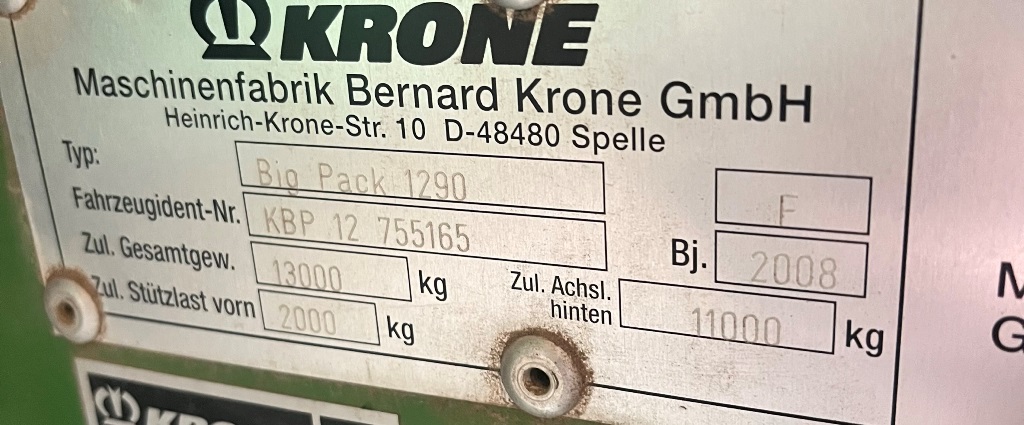 KRONE
Maschinenfabrik Bernard Krone GmbH
Heinrich-Krone-Str. 10 D-48480 Spelle
Typ: Big Pack 1290 F
Fahrzeugident-Nr. KBP 12 755165 Bj. 2008
Zul. Gesamtgew. 13000 kg Zul. Achsl. hinten 11000 kg
Zul. Stützlast vorn 2000 kg